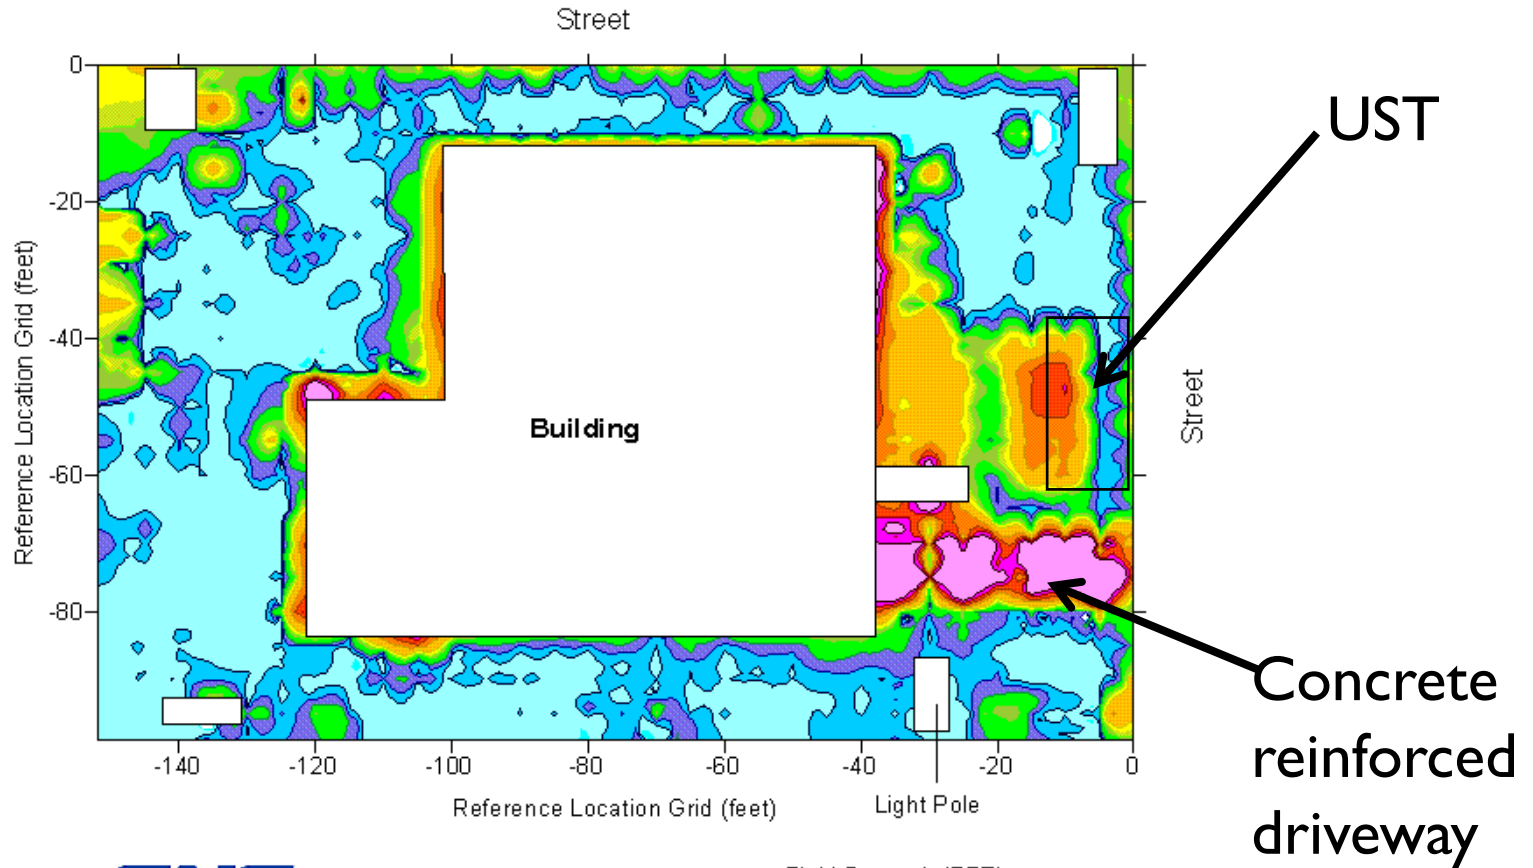 Street
0
-20
-40
-60
-80
Reference Location Grid (feet)
UST
Building
Street
-140
-120
-100
-80
-60
-40
-20
0
Reference Location Grid (feet)
Light Pole
Concrete
reinforced
driveway